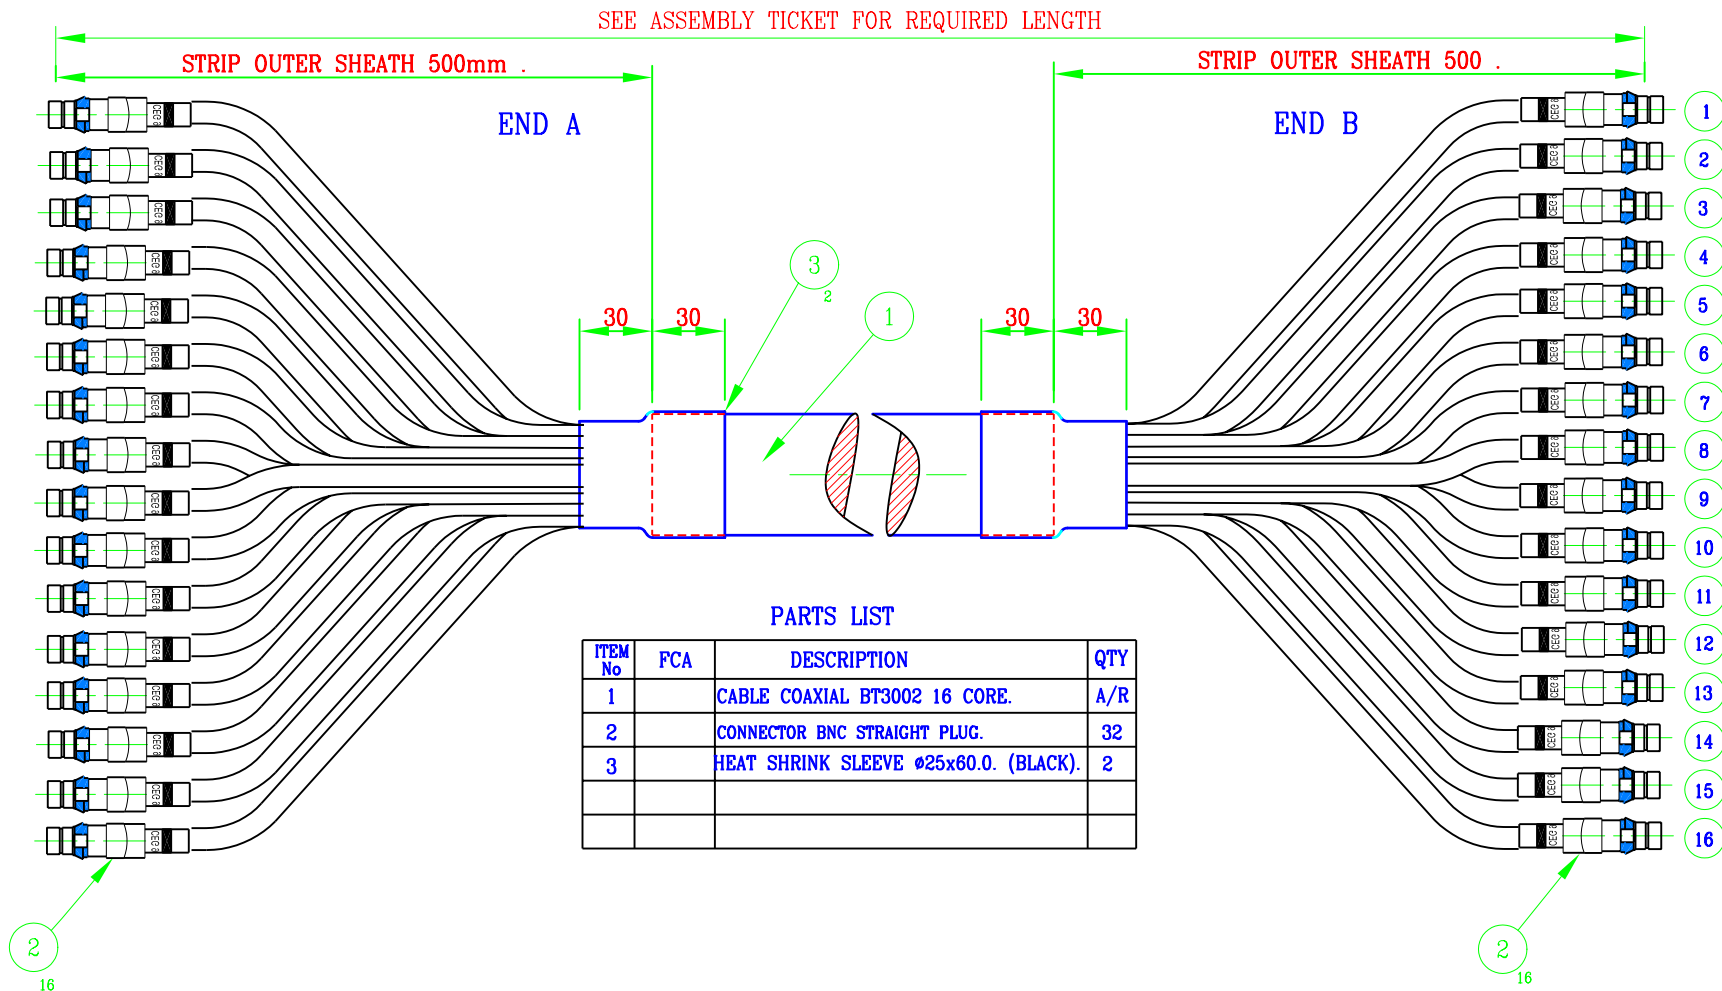 SEE ASSEMBLY TICKET FOR REQUIRED LENGTH
STRIP OUTER SHEATH 500mm .
STRIP OUTER SHEATH 500 .
END A
END B
1
2
3
4
5
6
7
8
9
10
11
12
13
14
15
16
3
2
1
30
30
30
30
PARTS LIST
ITEM No FCA DESCRIPTION QTY
1 CABLE COAXIAL BT3002 16 CORE. A/R
2 CONNECTOR BNC STRAIGHT PLUG. 32
3 HEAT SHRINK SLEEVE ø25x60.0. (BLACK). 2
2
16
2
16